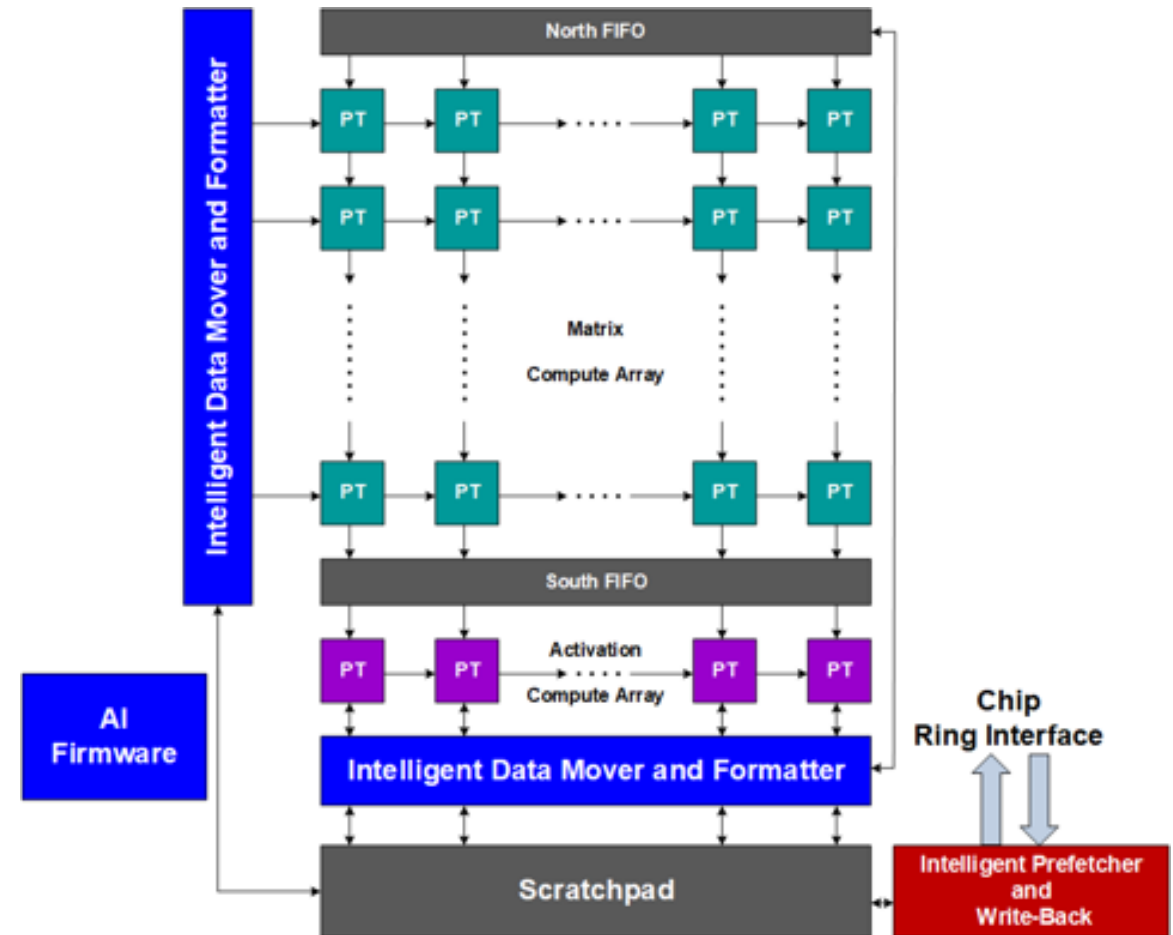 North FIFO
Intelligent Data Mover and Formatter
PT PT .... PT PT
PT PT .... PT PT
Matrix
Compute Array
PT PT .... PT PT
South FIFO
Activation
PT PT .... PT PT
Compute Array
AI
Firmware
Intelligent Data Mover and Formatter
Chip
Ring Interface
Scratchpad
Intelligent Prefetcher
and
Write-Back